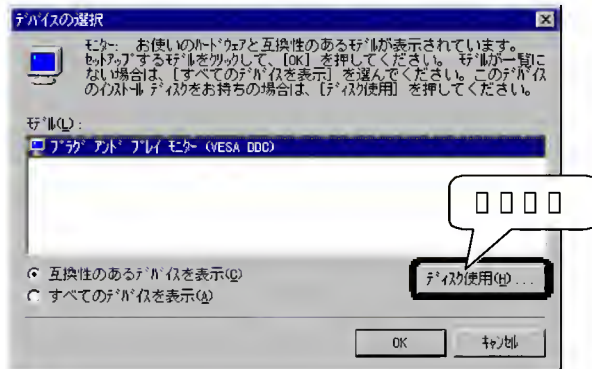 ﾃﾞﾊﾞｲｽの選択
ﾓﾆﾀｰ: お使いのﾊｰﾄﾞｳｪｱと互換性のあるﾓﾃﾞﾙが表示されています。
ｾｯﾄｱｯﾌﾟするﾓﾃﾞﾙをｸﾘｯｸして、[OK] を押してください。 ﾓﾃﾞﾙが一覧に
ない場合は、[すべてのﾃﾞﾊﾞｲｽを表示] を選んでください。このﾃﾞﾊﾞｲｽ
のｲﾝｽﾄｰﾙ ﾃﾞｨｽｸをお持ちの場合は、[ﾃﾞｨｽｸ使用] を押してください。
ﾓﾃﾞﾙ(L):
ﾌﾟﾗｸﾞ ｱﾝﾄﾞ ﾌﾟﾚｲ ﾓﾆﾀｰ (VESA DDC)
互換性のあるﾃﾞﾊﾞｲｽを表示(C)
ﾃﾞｨｽｸ使用(H)...
すべてのﾃﾞﾊﾞｲｽを表示(A)
OK
ｷｬﾝｾﾙ